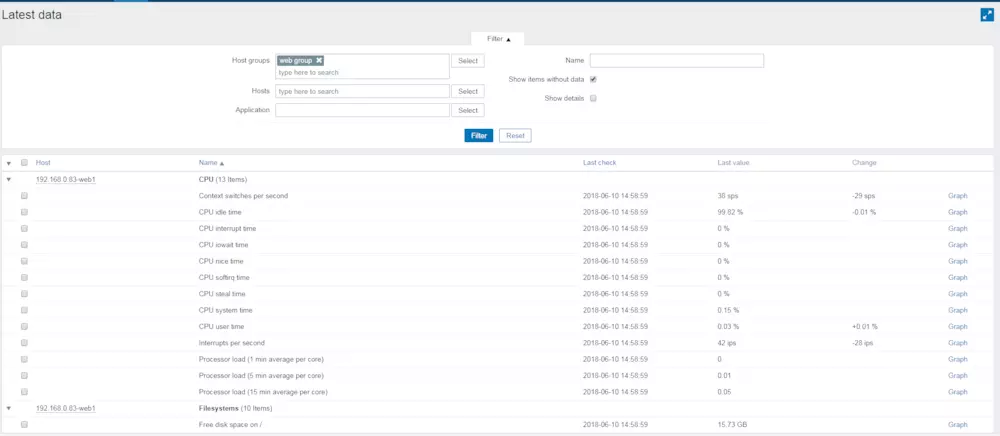 Latest data
Filter ▲
Host groups web group ✖ Select Name
type here to search
Show items without data
Hosts type here to search Select
Show details
Application Select
Filter Reset
Host Name ▲ Last check Last value Change
192.168.0.83-web1 CPU (13 Items)
Context switches per second 2018-06-10 14:58:59 38 sps -29 sps Graph
CPU idle time 2018-06-10 14:58:59 99.82 % -0.01 % Graph
CPU interrupt time 2018-06-10 14:58:59 0 % Graph
CPU iowait time 2018-06-10 14:58:59 0 % Graph
CPU nice time 2018-06-10 14:58:59 0 % Graph
CPU softirq time 2018-06-10 14:58:59 0 % Graph
CPU steal time 2018-06-10 14:58:59 0 % Graph
CPU system time 2018-06-10 14:58:59 0.15 % Graph
CPU user time 2018-06-10 14:58:59 0.03 % +0.01 % Graph
Interrupts per second 2018-06-10 14:58:59 42 ips -28 ips Graph
Processor load (1 min average per core) 2018-06-10 14:58:59 0 Graph
Processor load (5 min average per core) 2018-06-10 14:58:59 0.01 Graph
Processor load (15 min average per core) 2018-06-10 14:58:59 0.05 Graph
192.168.0.83-web1 Filesystems (10 Items)
Free disk space on / 2018-06-10 14:58:59 15.73 GB Graph